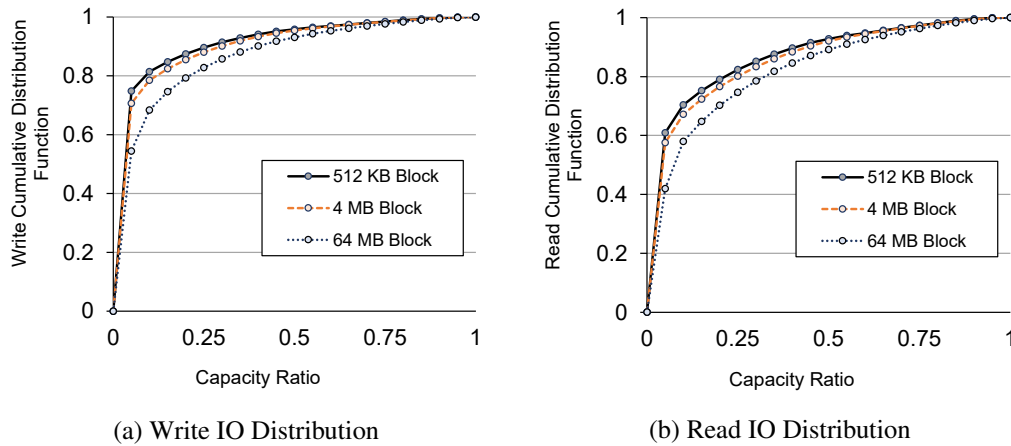 1
0.8
0.6
0.4
0.2
0
Write Cumulative Distribution
Function
512 KB Block
4 MB Block
64 MB Block
0 0.25 0.5 0.75 1
Capacity Ratio
(a) Write IO Distribution
1
0.8
0.6
0.4
0.2
0
Read Cumulative Distribution
Function
512 KB Block
4 MB Block
64 MB Block
0 0.25 0.5 0.75 1
Capacity Ratio
(b) Read IO Distribution